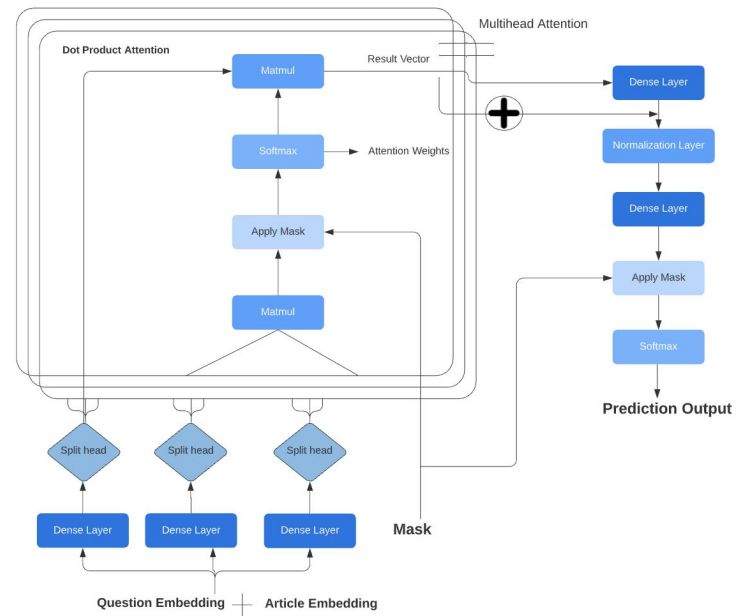 Multihead Attention
Dot Product Attention
Result Vector
Matmul
Dense Layer
Softmax
Attention Weights
Normalization Layer
Dense Layer
Apply Mask
Apply Mask
Matmul
Softmax
Prediction Output
Split head
Split head
Split head
Dense Layer
Dense Layer
Dense Layer
Mask
Question Embedding
Article Embedding